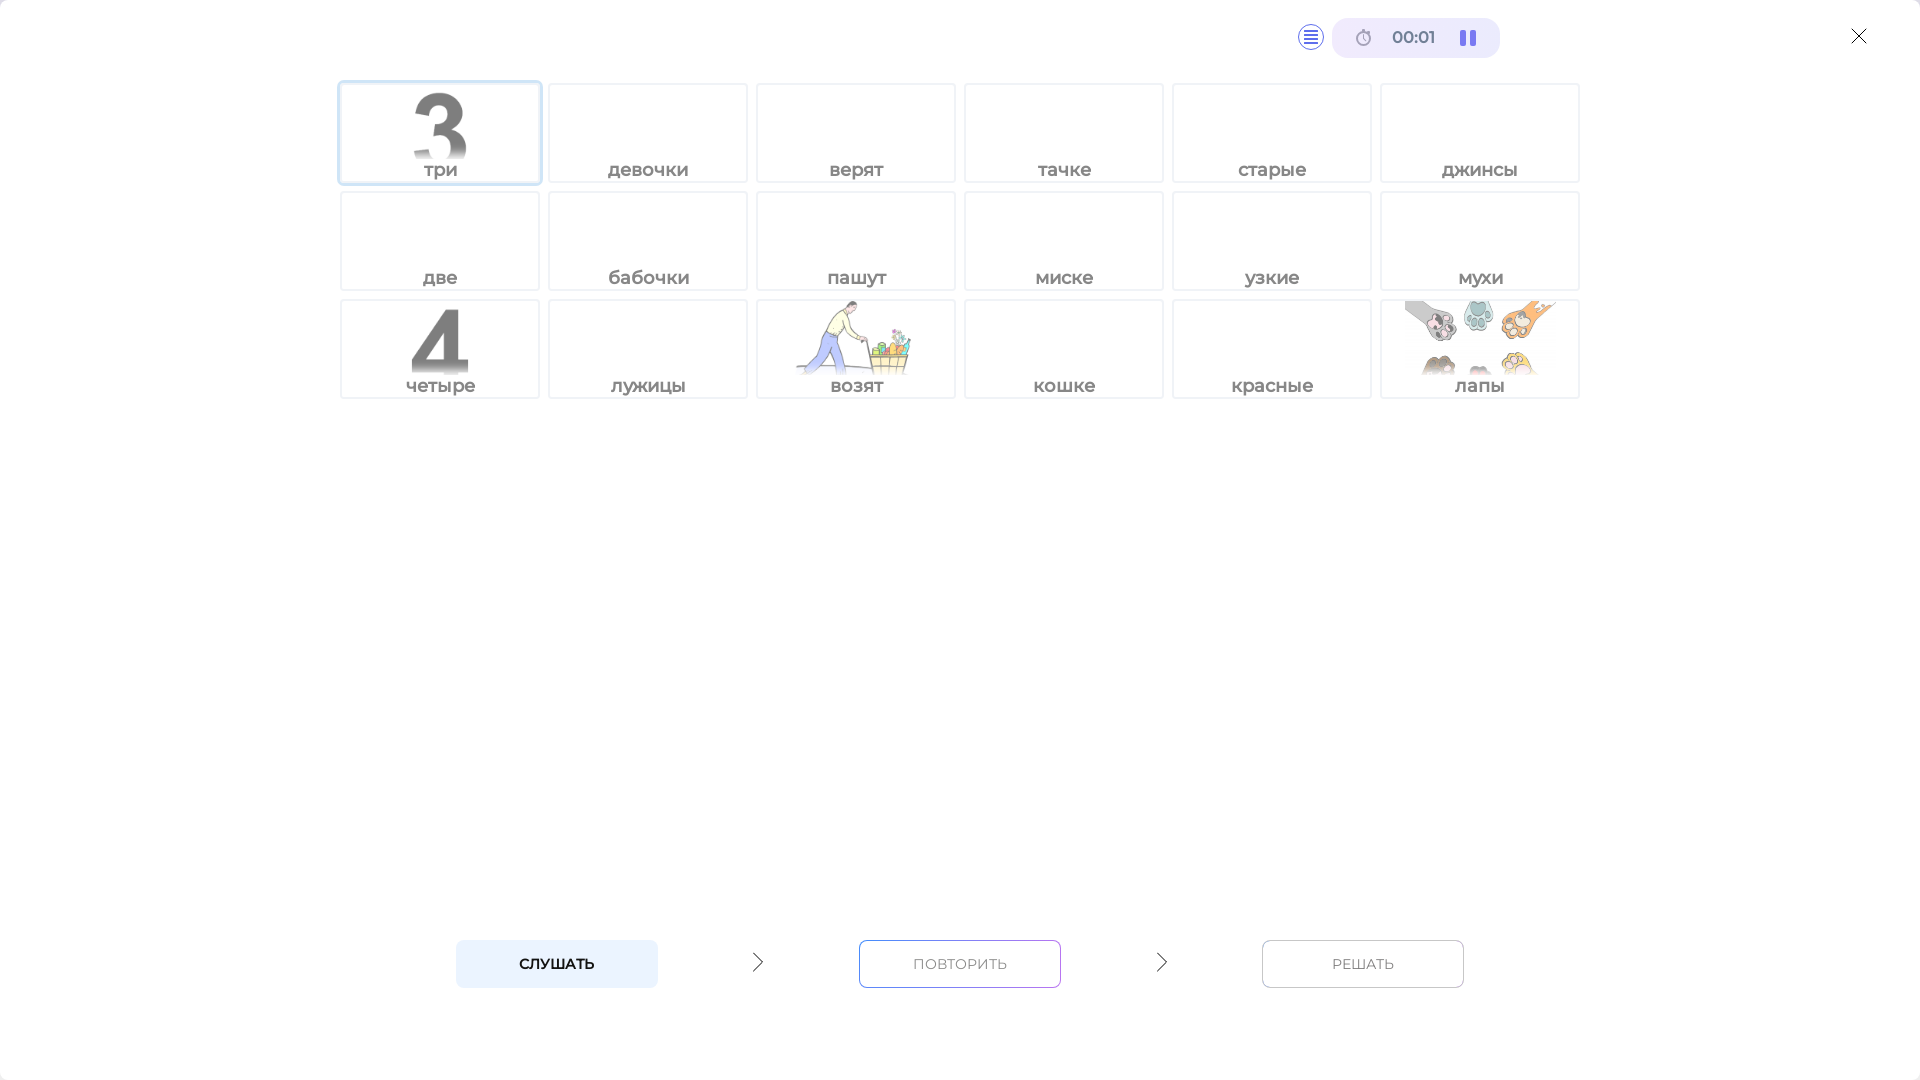 00:01
3
три девочки верят тачке старые джинсы
две бабочки пашут миске узкие мухи
4
четыре лужицы возят кошке красные лапы
СЛУШАТЬ ПОВТОРИТЬ РЕШАТЬ